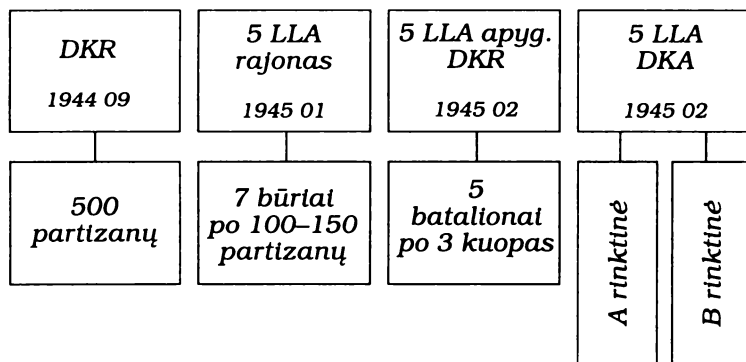 DKR
1944 09
5 LLA
rajonas
1945 01
5 LLA apyg.
DKR
1945 02
5 LLA
DKA
1945 02
500
partizanų
7 būriai
po 100–150
partizanų
5
batalionai
po 3 kuopas
A rinktinė
B rinktinė